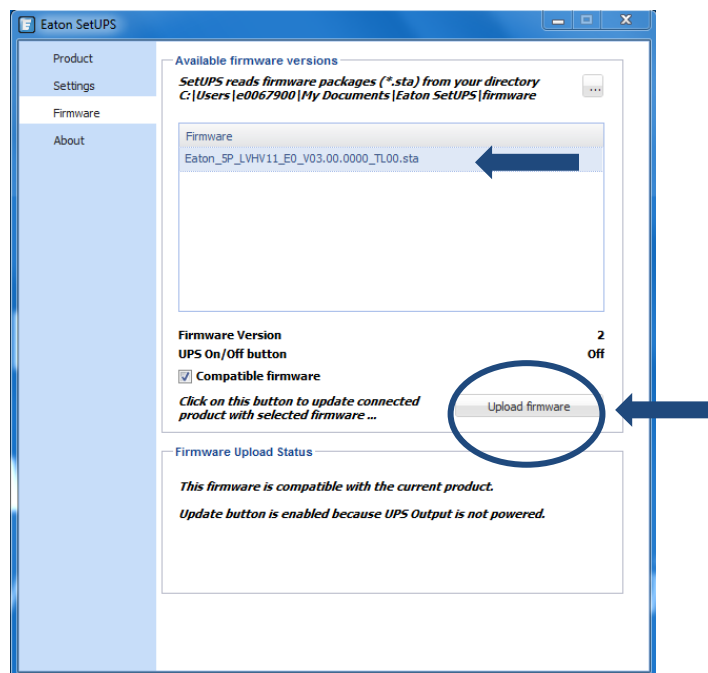 Eaton SetUPS
Product
Settings
Firmware
About
Available firmware versions
SetUPS reads firmware packages (*.sta) from your directory
C:|Users|e0067900|My Documents|Eaton SetUPS|firmware
...
Firmware
Eaton_5P_LVHV11_E0_V03.00.0000_TL00.sta
Firmware Version 2
UPS On/Off button Off
Compatible firmware
Click on this button to update connected
product with selected firmware ...
Upload firmware
Firmware Upload Status
This firmware is compatible with the current product.
Update button is enabled because UPS Output is not powered.